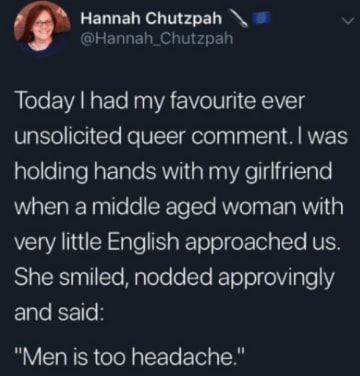 Hannah Chutzpah
@Hannah_Chutzpah
Today I had my favourite ever
unsolicited queer comment. I was
holding hands with my girlfriend
when a middle aged woman with
very little English approached us.
She smiled, nodded approvingly
and said:
"Men is too headache."